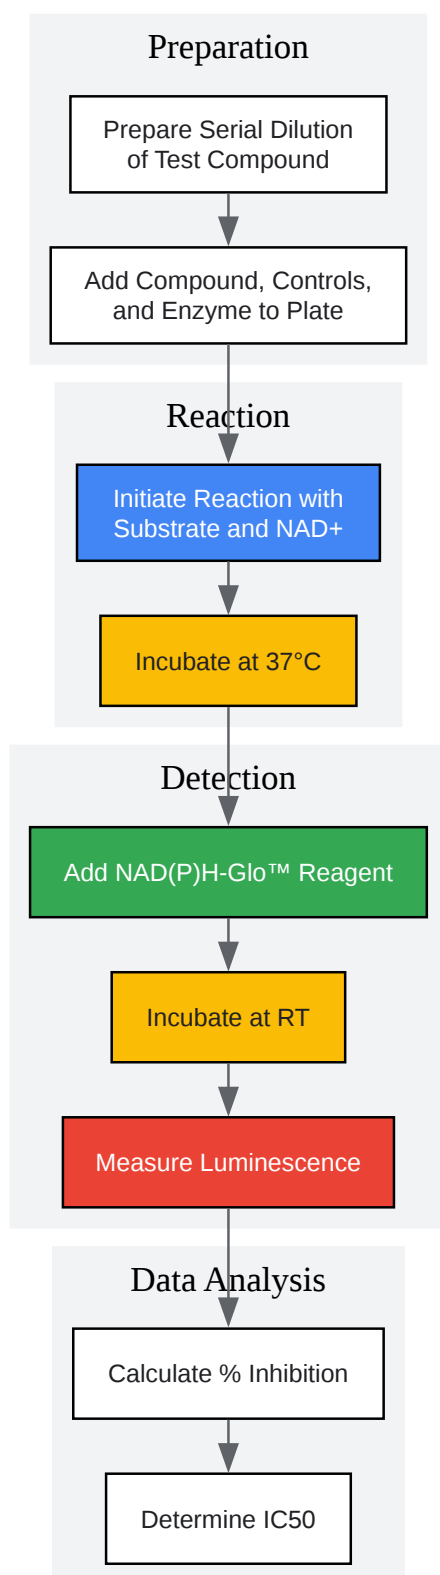 Preparation
Prepare Serial Dilution
of Test Compound
Add Compound, Controls,
and Enzyme to Plate
Reaction
Initiate Reaction with
Substrate and NAD+
Incubate at 37°C
Detection
Add NAD(P)H-Glo™ Reagent
Incubate at RT
Measure Luminescence
Data Analysis
Calculate % Inhibition
Determine IC50